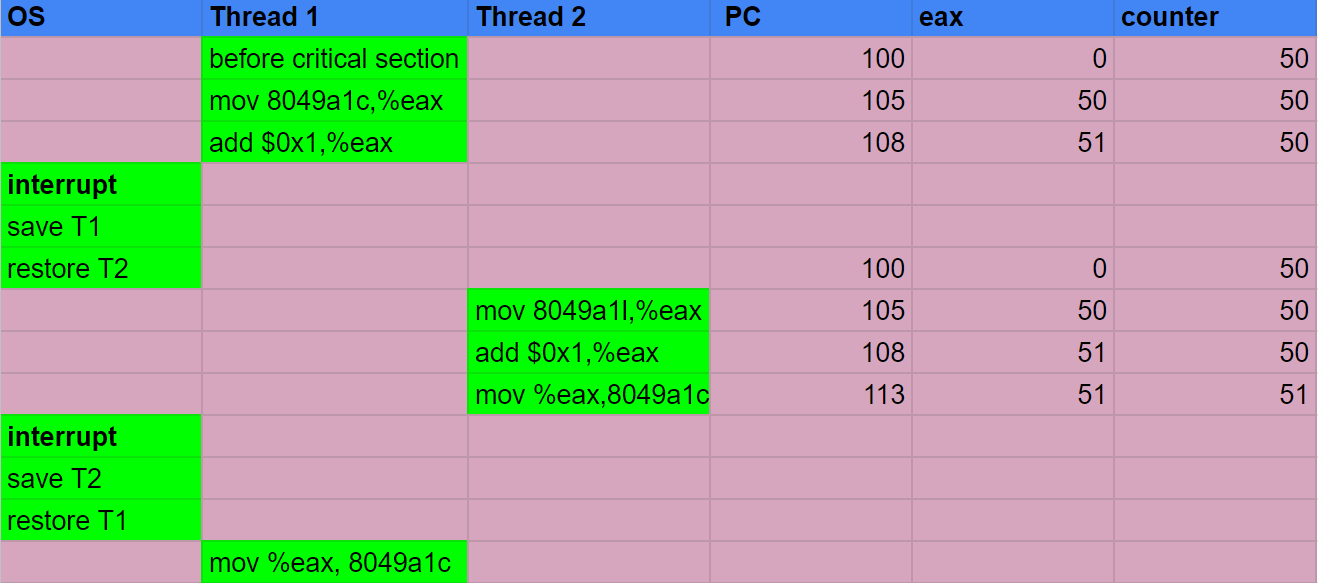 OS Thread 1 Thread 2 PC eax counter
before critical section 100 0 50
mov 8049a1c,%eax 105 50 50
add $0x1,%eax 108 51 50
interrupt
save T1
restore T2 100 0 50
mov 8049a1l,%eax 105 50 50
add $0x1,%eax 108 51 50
mov %eax,8049a1c 113 51 51
interrupt
save T2
restore T1
mov %eax, 8049a1c